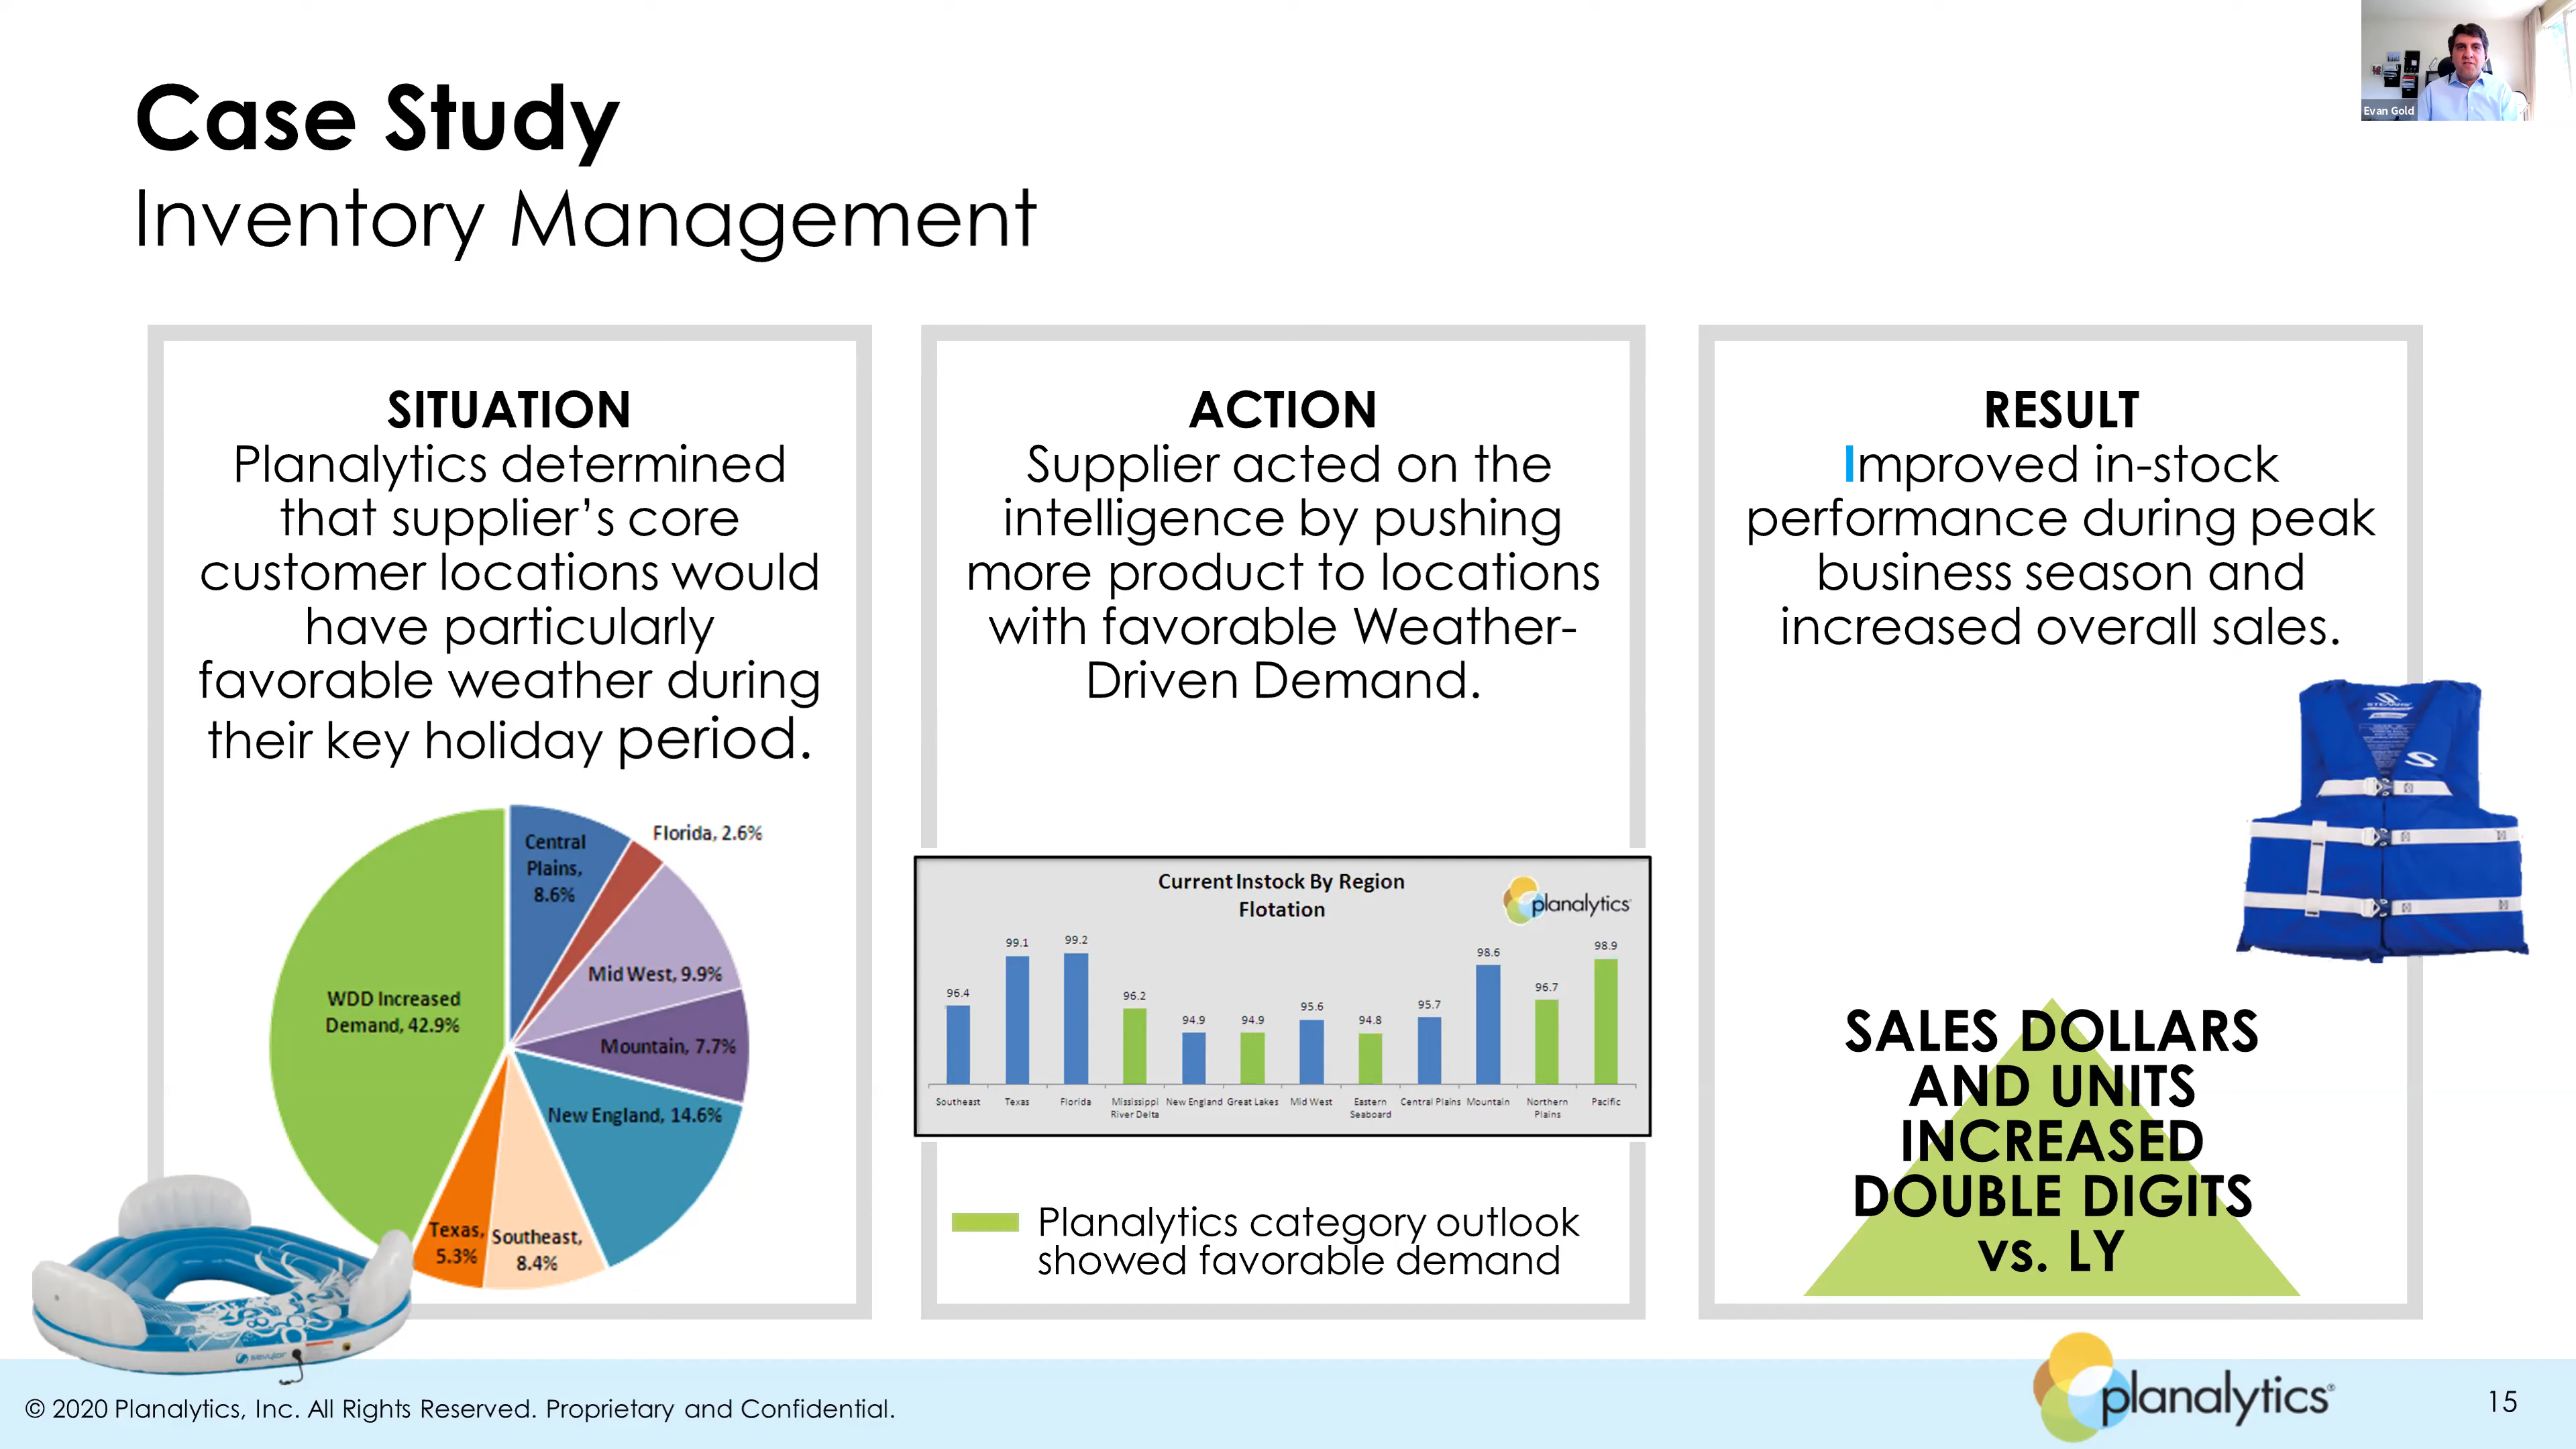 Evan Gold
Case Study
Inventory Management
SITUATION
Planalytics determined
that supplier’s core
customer locations would
have particularly
favorable weather during
their key holiday period.
Central
Plains,
8.6%
Florida, 2.6%
Mid West, 9.9%
Mountain, 7.7%
New England, 14.6%
Southeast,
8.4%
Texas,
5.3%
WDD Increased
Demand, 42.9%
sevylor
ACTION
Supplier acted on the
intelligence by pushing
more product to locations
with favorable Weather-
Driven Demand.
Current Instock By Region
Flotation
planalytics
96.4
99.1
99.2
96.2
94.9
94.9
95.6
94.8
95.7
98.6
96.7
98.9
Southeast
Texas
Florida
Mississippi
River Delta
New England
Great Lakes
Mid West
Eastern
Seaboard
Central Plains
Mountain
Northern
Plains
Pacific
Planalytics category outlook
showed favorable demand
RESULT
Improved in-stock
performance during peak
business season and
increased overall sales.
STEARNS
SALES DOLLARS
AND UNITS
INCREASED
DOUBLE DIGITS
vs. LY
© 2020 Planalytics, Inc. All Rights Reserved. Proprietary and Confidential.
planalytics®
15